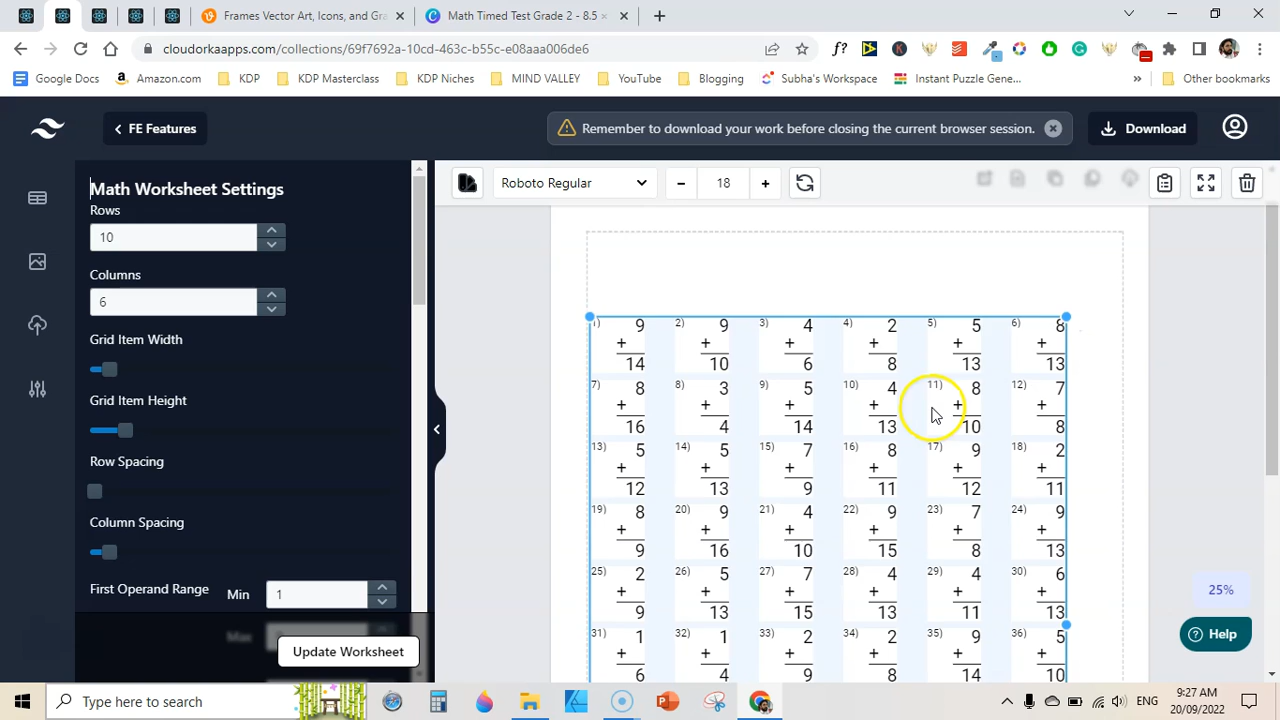 Frames Vector Art, Icons, and Gra
Math Timed Test Grade 2 - 8.5
cloudorkaapps.com/collections/69f7692a-10cd-463c-b55c-e08aaa006de6
f?
Google Docs
Amazon.com
KDP
KDP Masterclass
KDP Niches
MIND VALLEY
YouTube
Blogging
Subha's Workspace
Instant Puzzle Gene...
»
Other bookmarks
FE Features
Remember to download your work before closing the current browser session.
Download
Math Worksheet Settings
Rows
10
Columns
6
Grid Item Width
Grid Item Height
Row Spacing
Column Spacing
First Operand Range
Min
1
Max
Update Worksheet
Roboto Regular
18
1) 9 2) 9 3) 4 4) 2 5) 5 6) 8
+ + + + + +
14 10 6 8 13 13
7) 8 8) 3 9) 5 10) 4 11) 8 12) 7
+ + + + + +
16 4 14 13 10 8
13) 5 14) 5 15) 7 16) 8 17) 9 18) 2
+ + + + + +
12 13 9 11 12 11
19) 8 20) 9 21) 4 22) 9 23) 7 24) 9
+ + + + + +
9 16 10 15 8 13
25) 2 26) 5 27) 7 28) 4 29) 4 30) 6
+ + + + + +
9 13 15 13 11 13
31) 1 32) 1 33) 2 34) 2 35) 9 36) 5
+ + + + + +
6 4 9 8 14 10
25%
Help
Type here to search
ENG
9:27 AM
20/09/2022